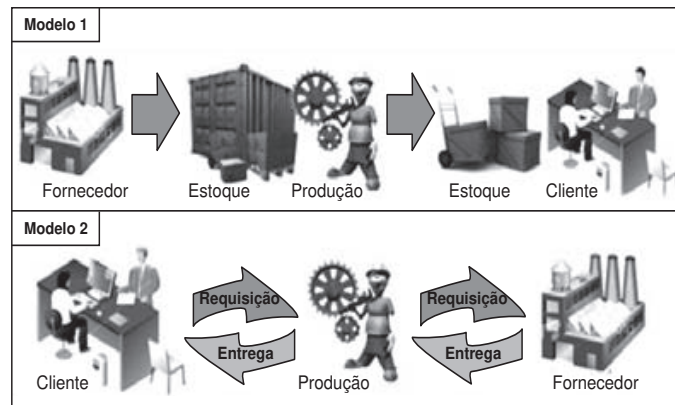 Modelo 1
Fornecedor Estoque Produção Estoque Cliente
Modelo 2
Requisição Requisição
Entrega Entrega
Cliente Produção Fornecedor